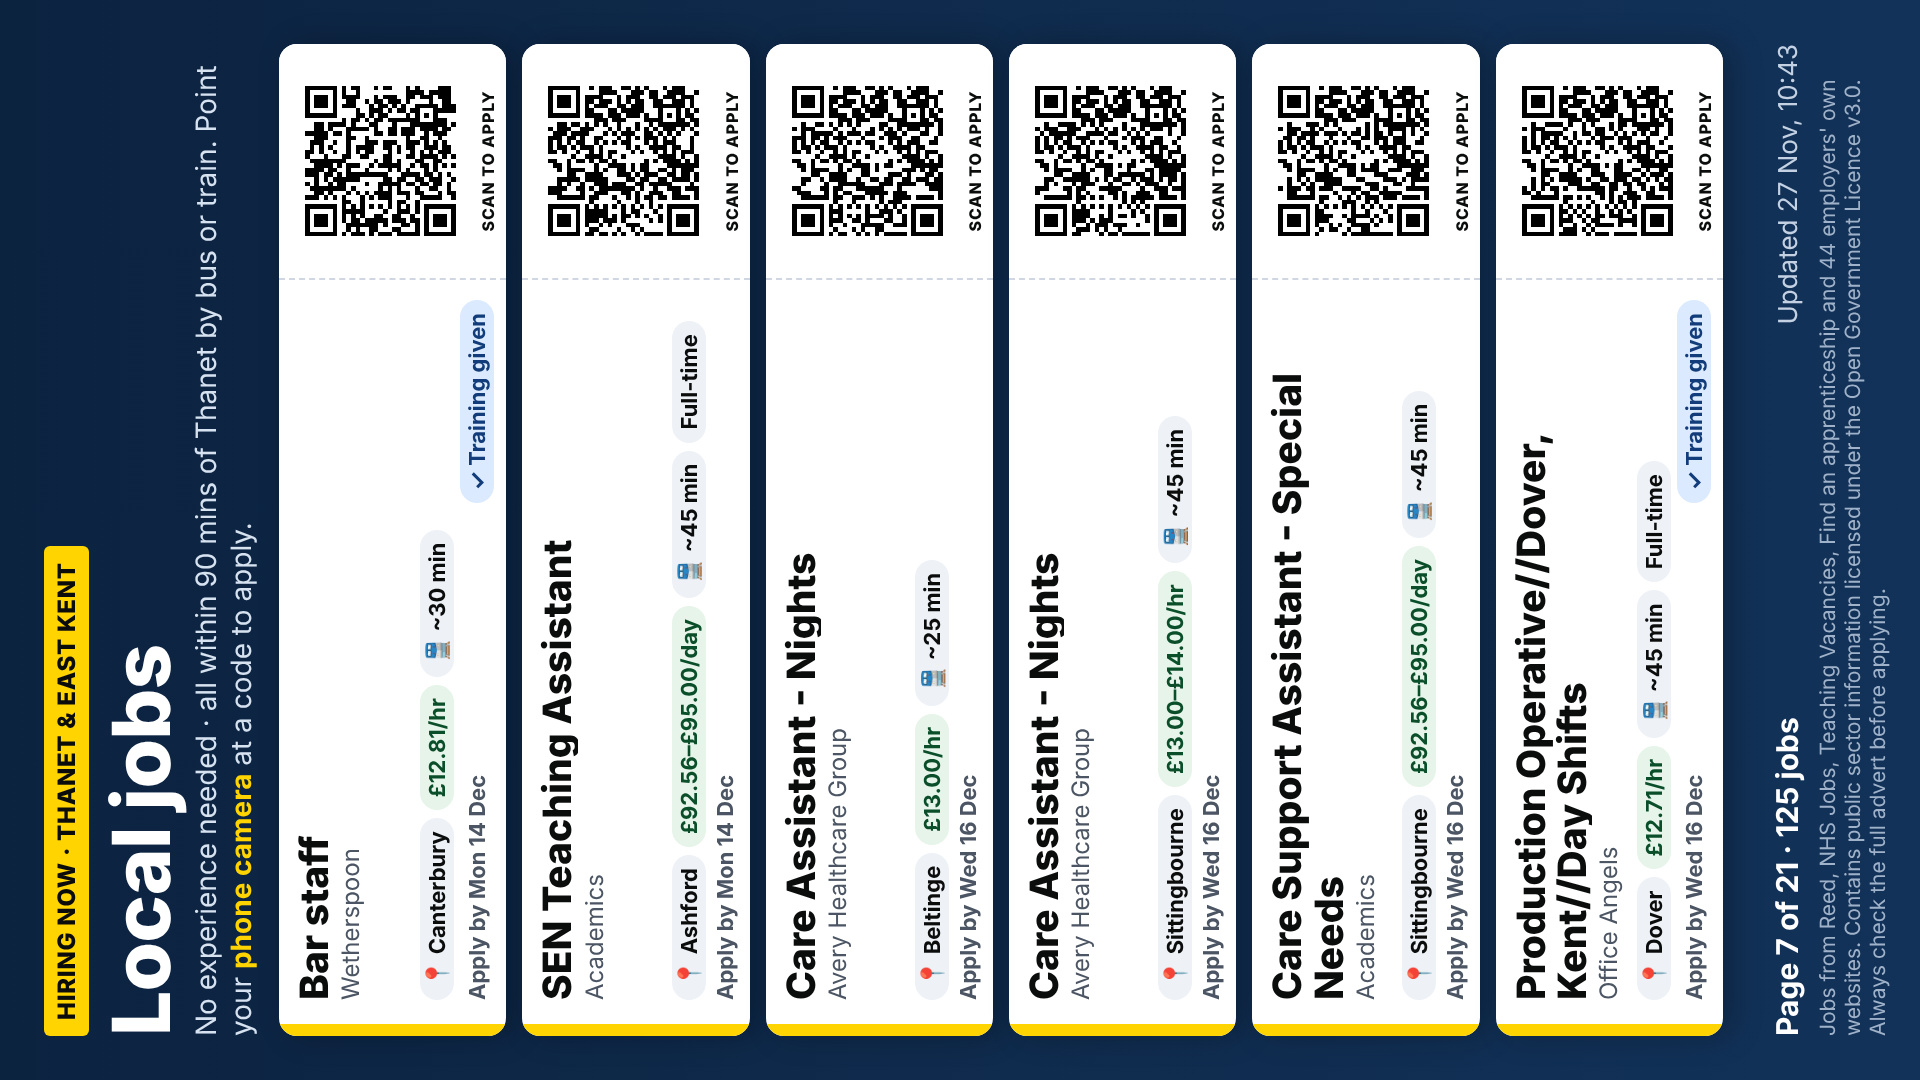 HIRING NOW · THANET & EAST KENT
Local jobs
No experience needed · all within 90 mins of Thanet by bus or train. Point
your phone camera at a code to apply.
Bar staff
Wetherspoon
📍 Canterbury
£12.81/hr
🚆 ~30 min
Apply by Mon 14 Dec
✓ Training given
SCAN TO APPLY
SEN Teaching Assistant
Academics
📍 Ashford
£92.56–£95.00/day
🚆 ~45 min
Full-time
Apply by Mon 14 Dec
SCAN TO APPLY
Care Assistant - Nights
Avery Healthcare Group
📍 Beltinge
£13.00/hr
🚆 ~25 min
Apply by Wed 16 Dec
SCAN TO APPLY
Care Assistant - Nights
Avery Healthcare Group
📍 Sittingbourne
£13.00–£14.00/hr
🚆 ~45 min
Apply by Wed 16 Dec
SCAN TO APPLY
Care Support Assistant - Special
Needs
Academics
📍 Sittingbourne
£92.56–£95.00/day
🚆 ~45 min
Apply by Wed 16 Dec
SCAN TO APPLY
Production Operative//Dover,
Kent//Day Shifts
Office Angels
📍 Dover
£12.71/hr
🚆 ~45 min
Full-time
Apply by Wed 16 Dec
✓ Training given
SCAN TO APPLY
Page 7 of 21 · 125 jobs
Updated 27 Nov, 10:43
Jobs from Reed, NHS Jobs, Teaching Vacancies, Find an apprenticeship and 44 employers' own
websites. Contains public sector information licensed under the Open Government Licence v3.0.
Always check the full advert before applying.